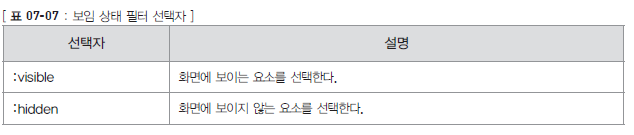 [ 표 07-07 : 보임 상태 필터 선택자 ]
선택자 설명
:visible 화면에 보이는 요소를 선택한다.
:hidden 화면에 보이지 않는 요소를 선택한다.